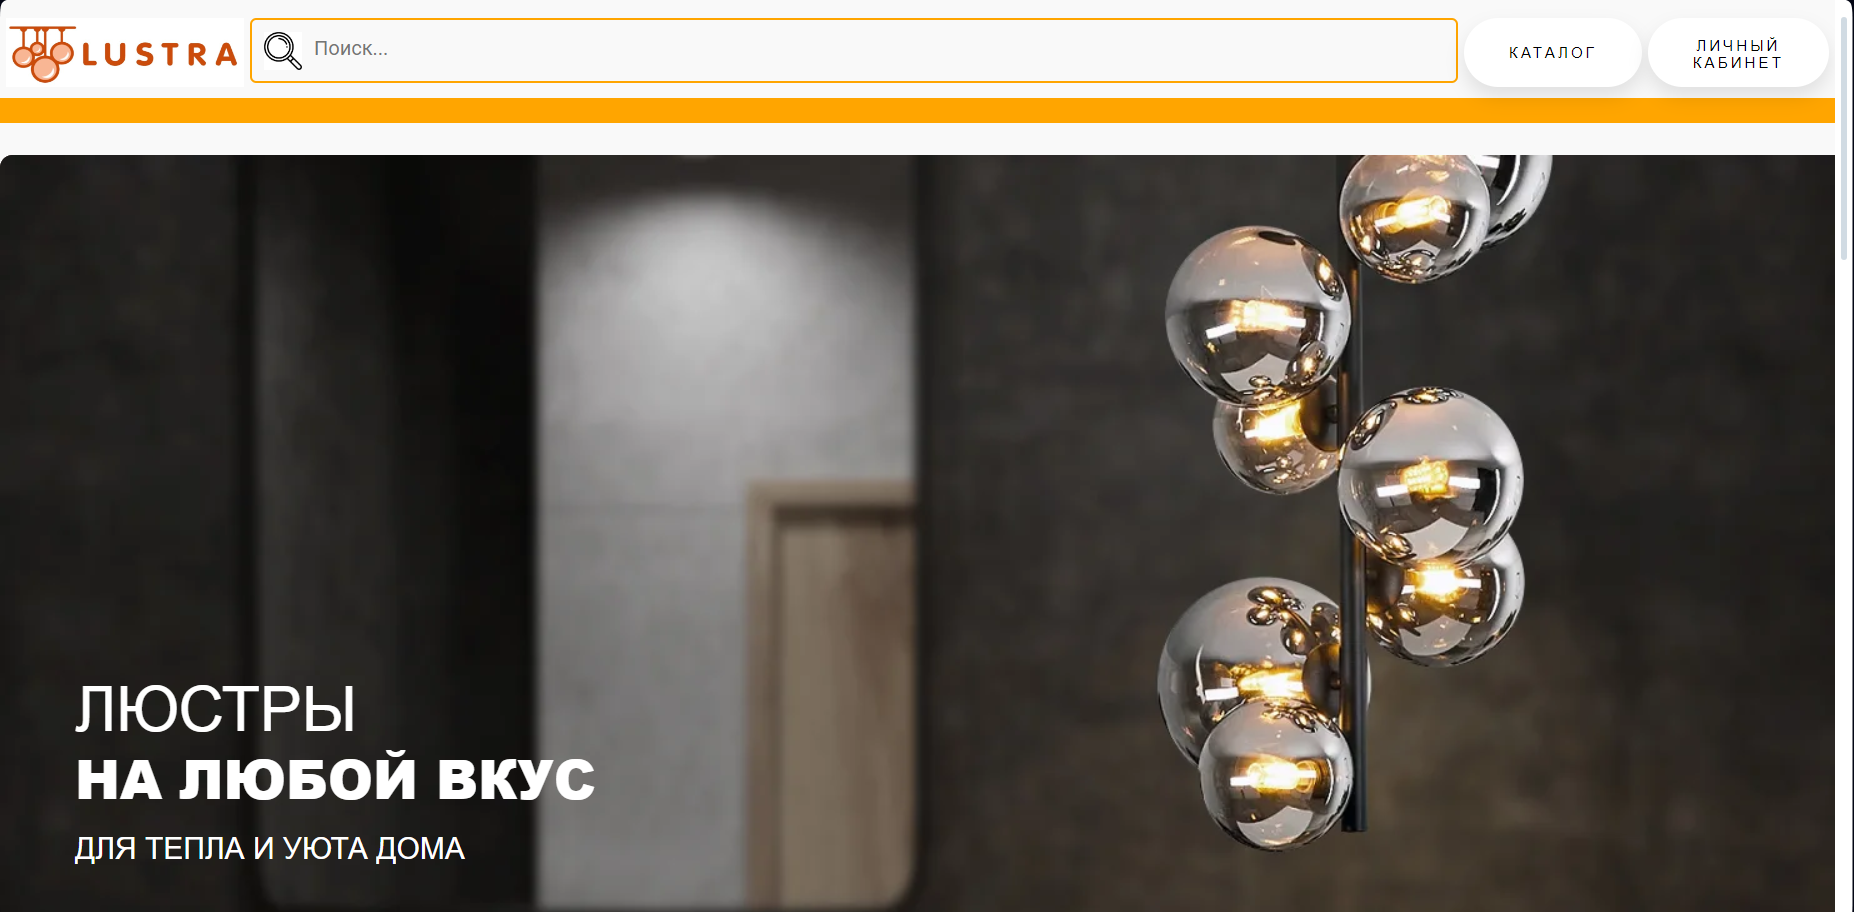 LUSTRA
Поиск...
КАТАЛОГ
ЛИЧНЫЙ
КАБИНЕТ
ЛЮСТРЫ
НА ЛЮБОЙ ВКУС
ДЛЯ ТЕПЛА И УЮТА ДОМА